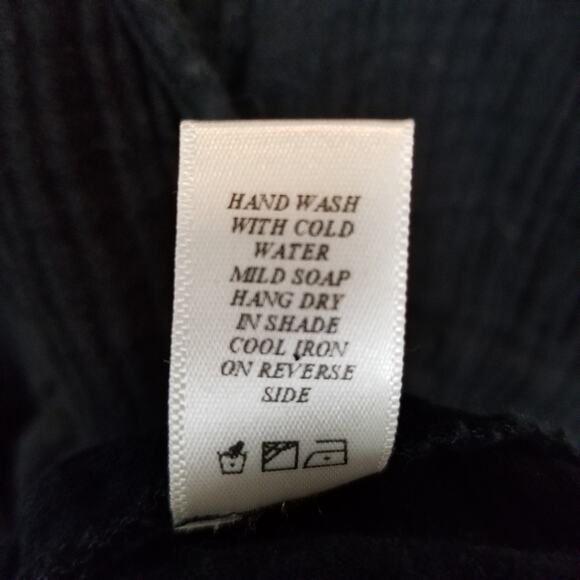 HAND WASH
WITH COLD
WATER
MILD SOAP
HANG DRY
IN SHADE
COOL IRON
ON REVERSE
SIDE